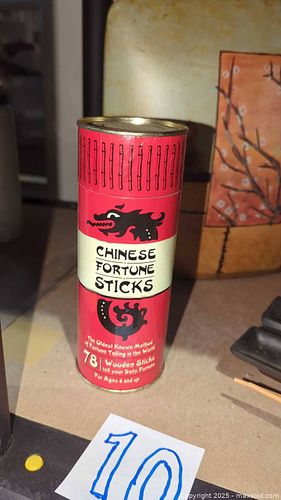 CHINESE
FORTUNE
STICKS
The Oldest Known Method
of Fortune Telling in the World
78 Wooden Sticks
tell your Daily Fortune
For Ages 6 and up
10
Copyright © 2025 - maxsold.com